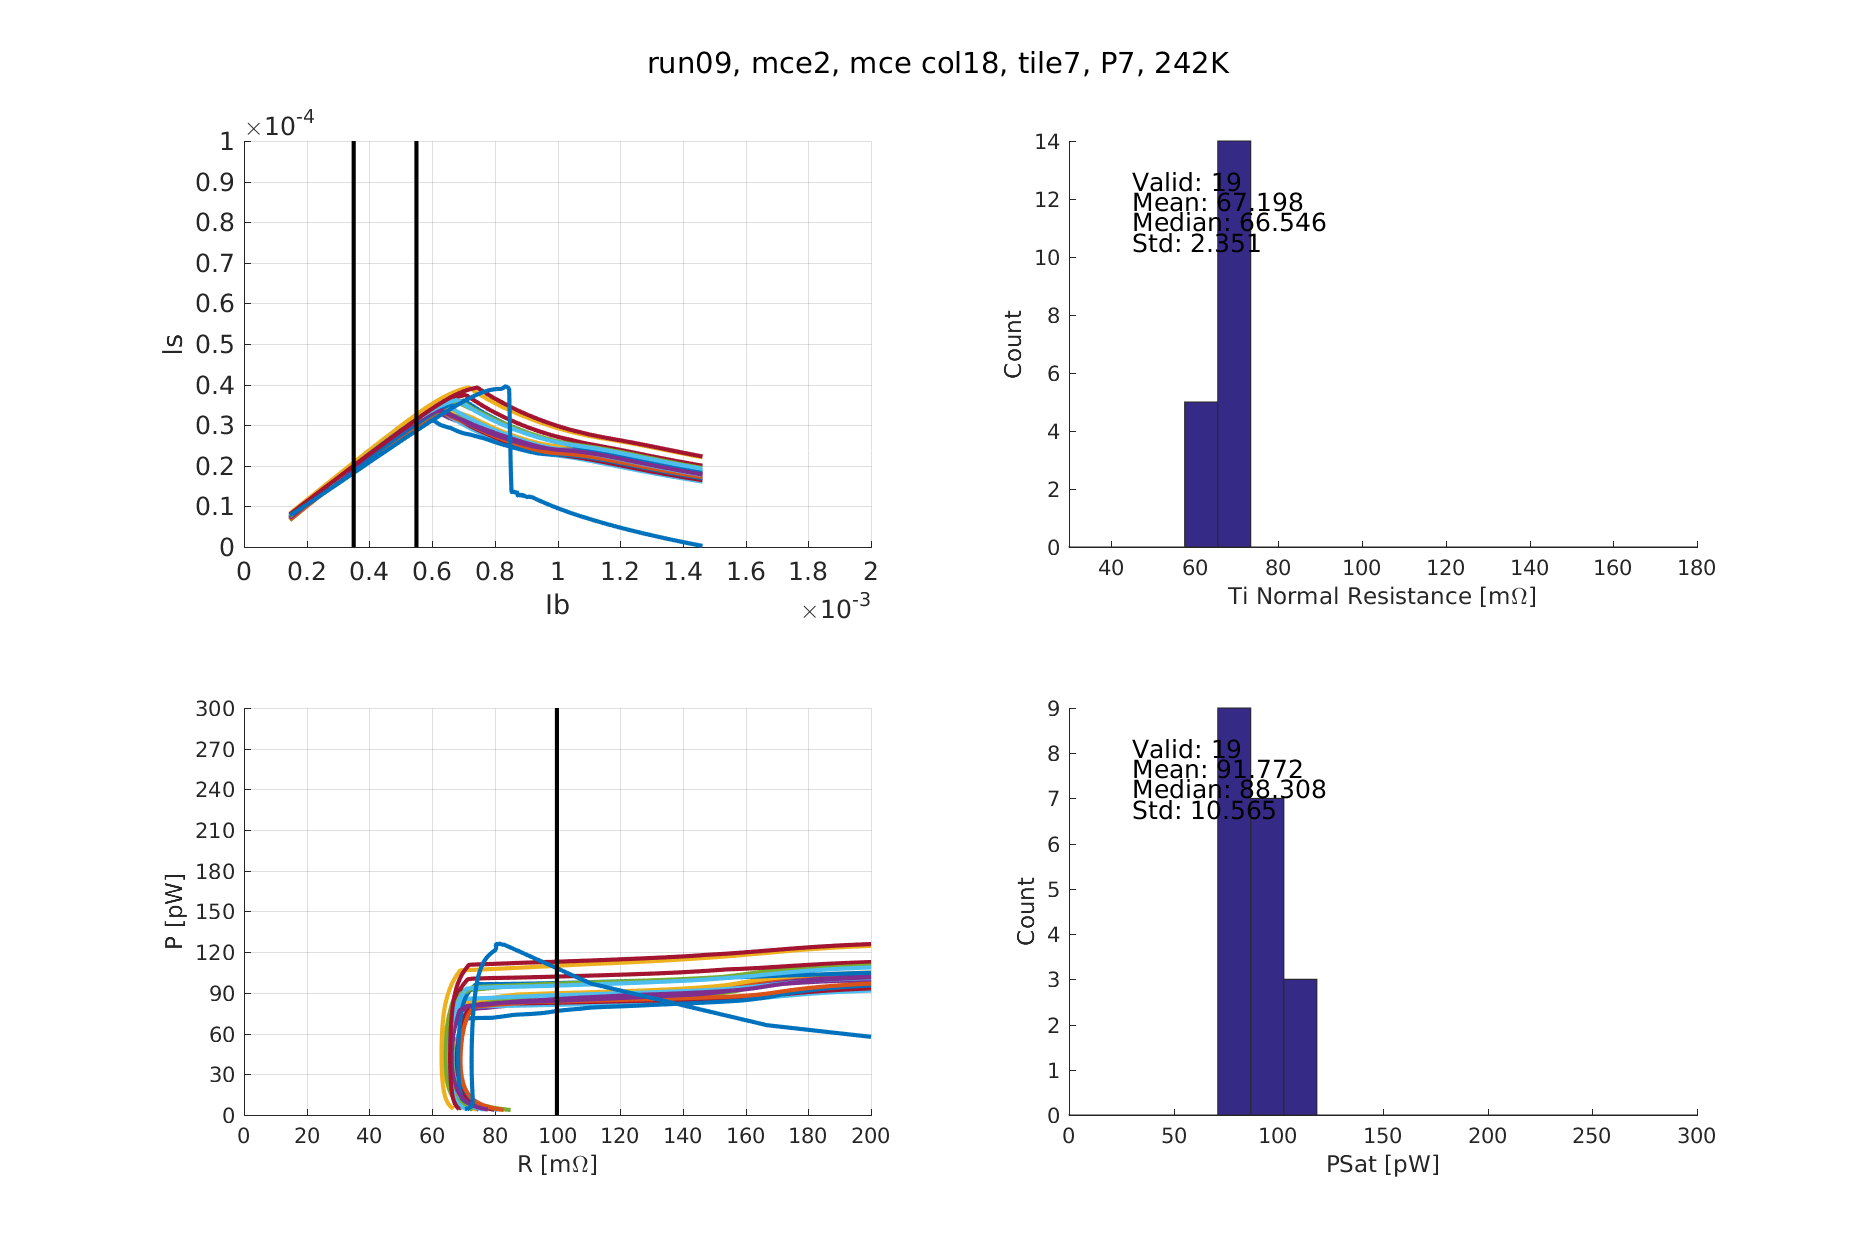 run09, mce2, mce col18, tile7, P7, 242K
×10-4
1
0.9
0.8
0.7
0.6
0.5
0.4
0.3
0.2
0.1
0
Is
0 0.2 0.4 0.6 0.8 1 1.2 1.4 1.6 1.8 2
Ib
×10-3
14
12
10
8
6
4
2
0
Count
Valid: 19
Mean: 67.198
Median: 66.546
Std: 2.351
40 60 80 100 120 140 160 180
Ti Normal Resistance [mΩ]
300
270
240
210
180
150
120
90
60
30
0
P [pW]
0 20 40 60 80 100 120 140 160 180 200
R [mΩ]
9
8
7
6
5
4
3
2
1
0
Count
Valid: 19
Mean: 91.772
Median: 88.308
Std: 10.565
0 50 100 150 200 250 300
PSat [pW]